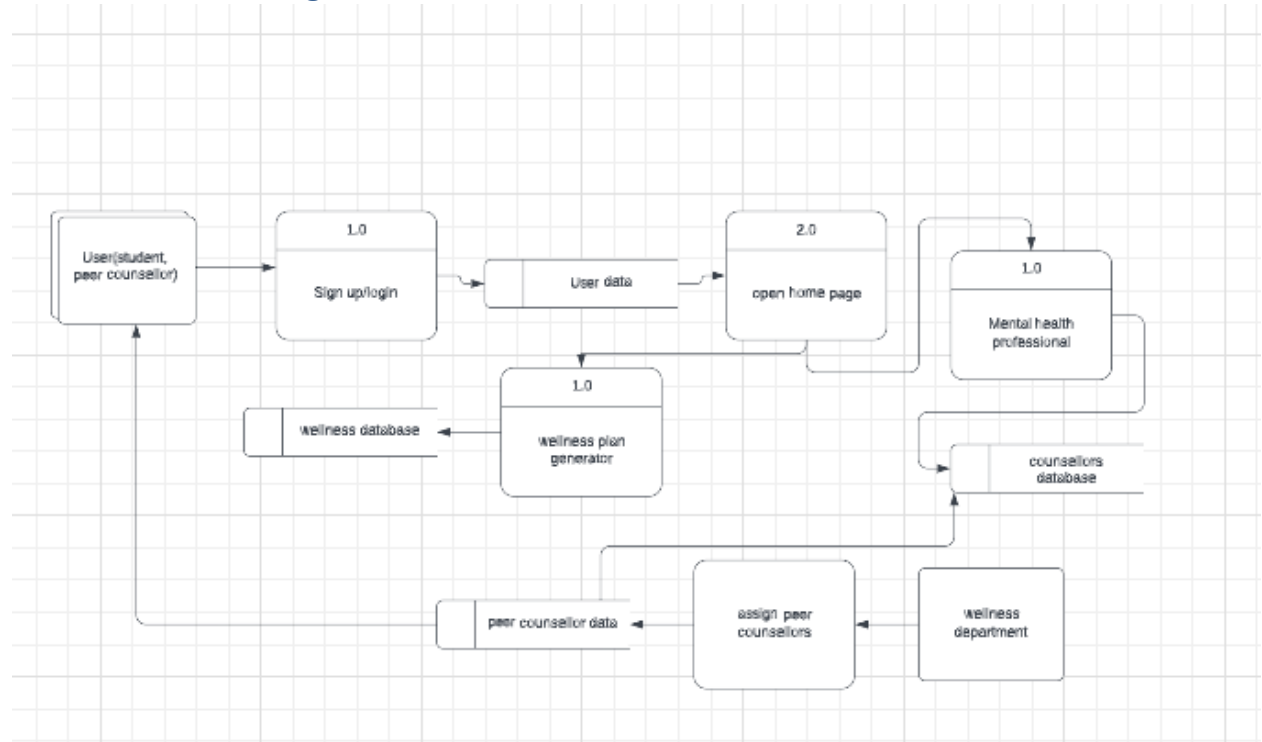 User(student,
peer counsellor)
1.0
Sign up/login
User data
2.0
open home page
1.0
Mental health
professional
1.0
wellness plan
generator
wellness database
counsellors
database
peer counsellor data
assign peer
counsellors
wellness
department